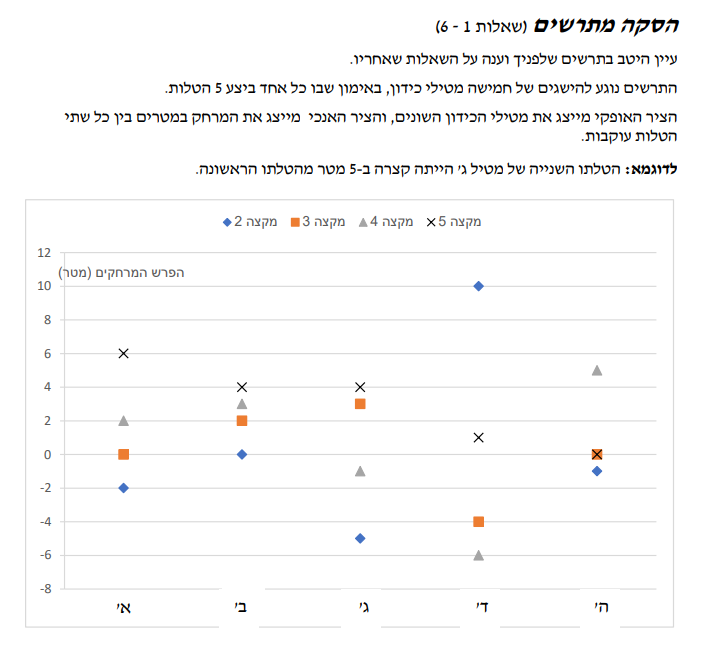 הסקה מתרשים (שאלות 1 - 6)
עיין היטב בתרשים שלפניך וענה על השאלות שאחריו.
התרשים נוגע להישגים של חמישה מטילי כידון, באימון שבו כל אחד ביצע 5 הטלות.
הציר האופקי מייצג את מטילי הכידון השונים, והציר האנכי מייצג את המרחק במטרים בין כל שתי
הטלות עוקבות.
לדוגמא: הטלתו השנייה של מטיל ג' הייתה קצרה ב-5 מטר מהטלתו הראשונה.
מקצה 2 מקצה 3 מקצה 4 מקצה 5
12
הפרש המרחקים (מטר)
10
8
6
4
2
0
-2
-4
-6
-8
א' ב' ג' ד' ה'